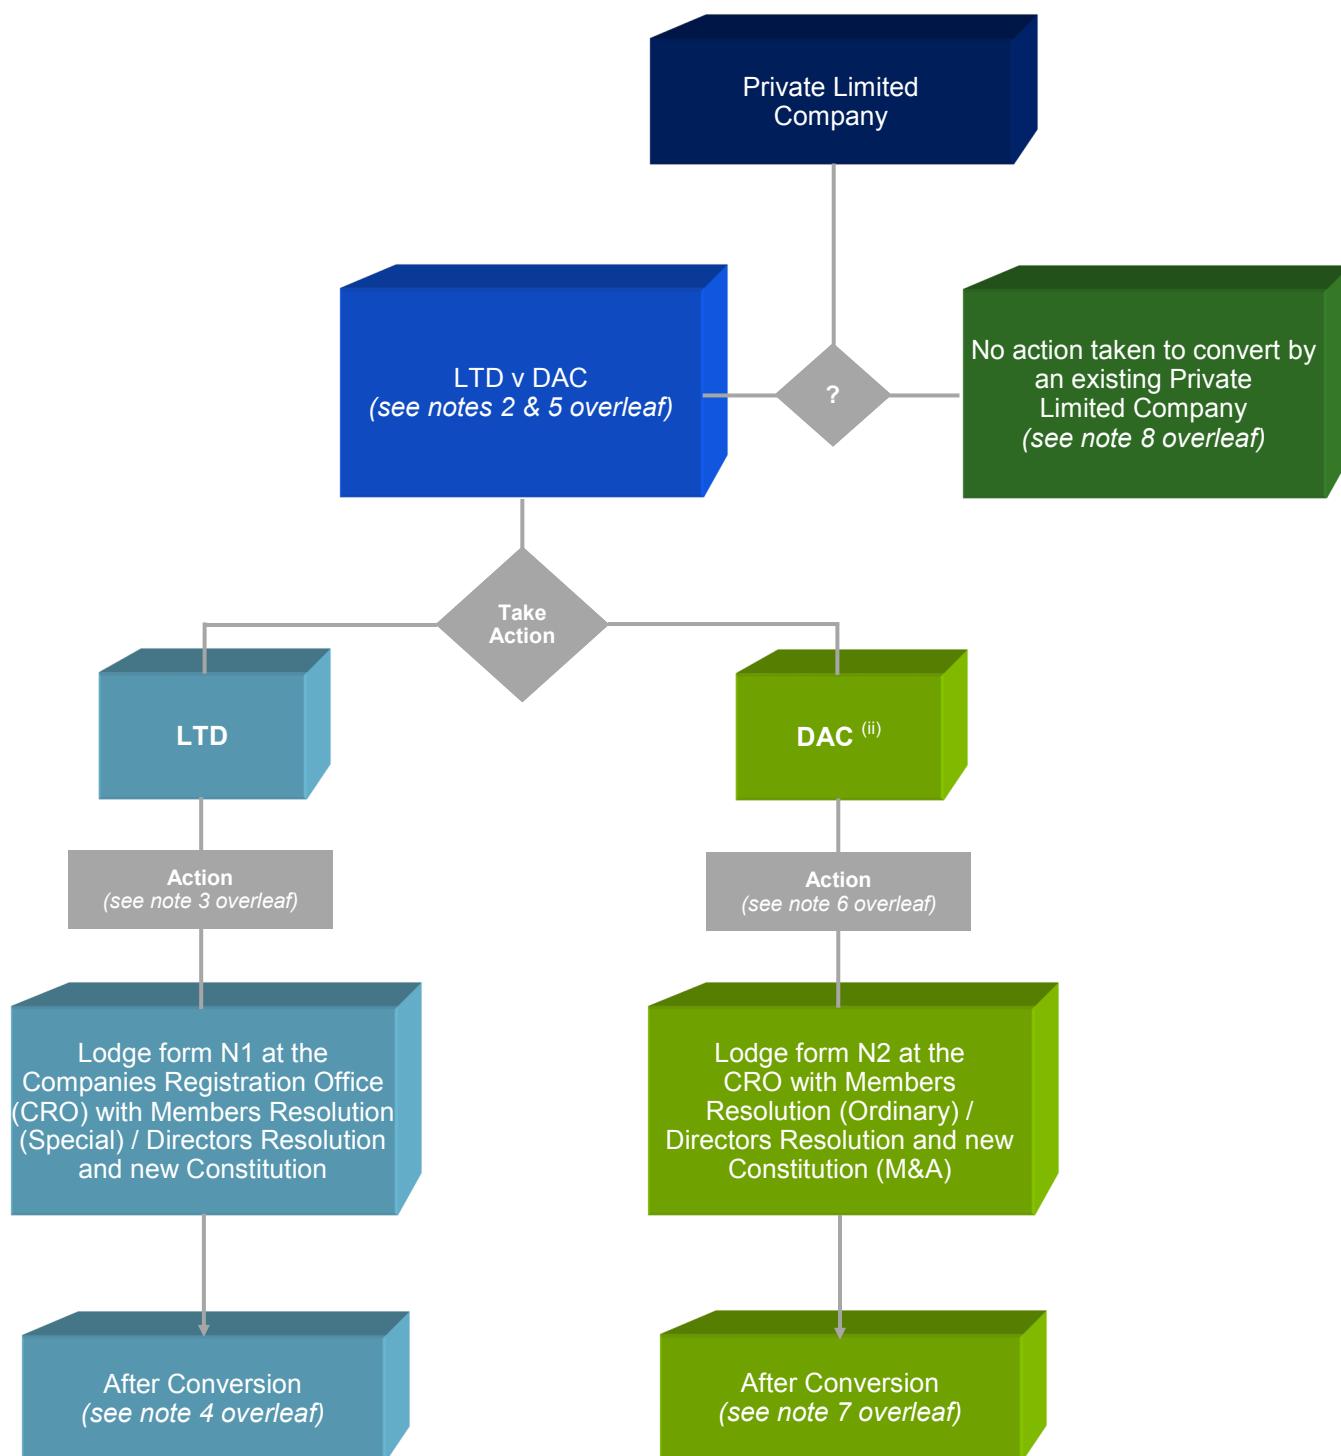 Private Limited
Company
LTD v DAC
(see notes 2 & 5 overleaf)
?
No action taken to convert by
an existing Private
Limited Company
(see note 8 overleaf)
Take
Action
LTD
DAC (ii)
Action
(see note 3 overleaf)
Action
(see note 6 overleaf)
Lodge form N1 at the
Companies Registration Office
(CRO) with Members Resolution
(Special) / Directors Resolution
and new Constitution
Lodge form N2 at the
CRO with Members
Resolution (Ordinary) /
Directors Resolution and new
Constitution (M&A)
After Conversion
(see note 4 overleaf)
After Conversion
(see note 7 overleaf)